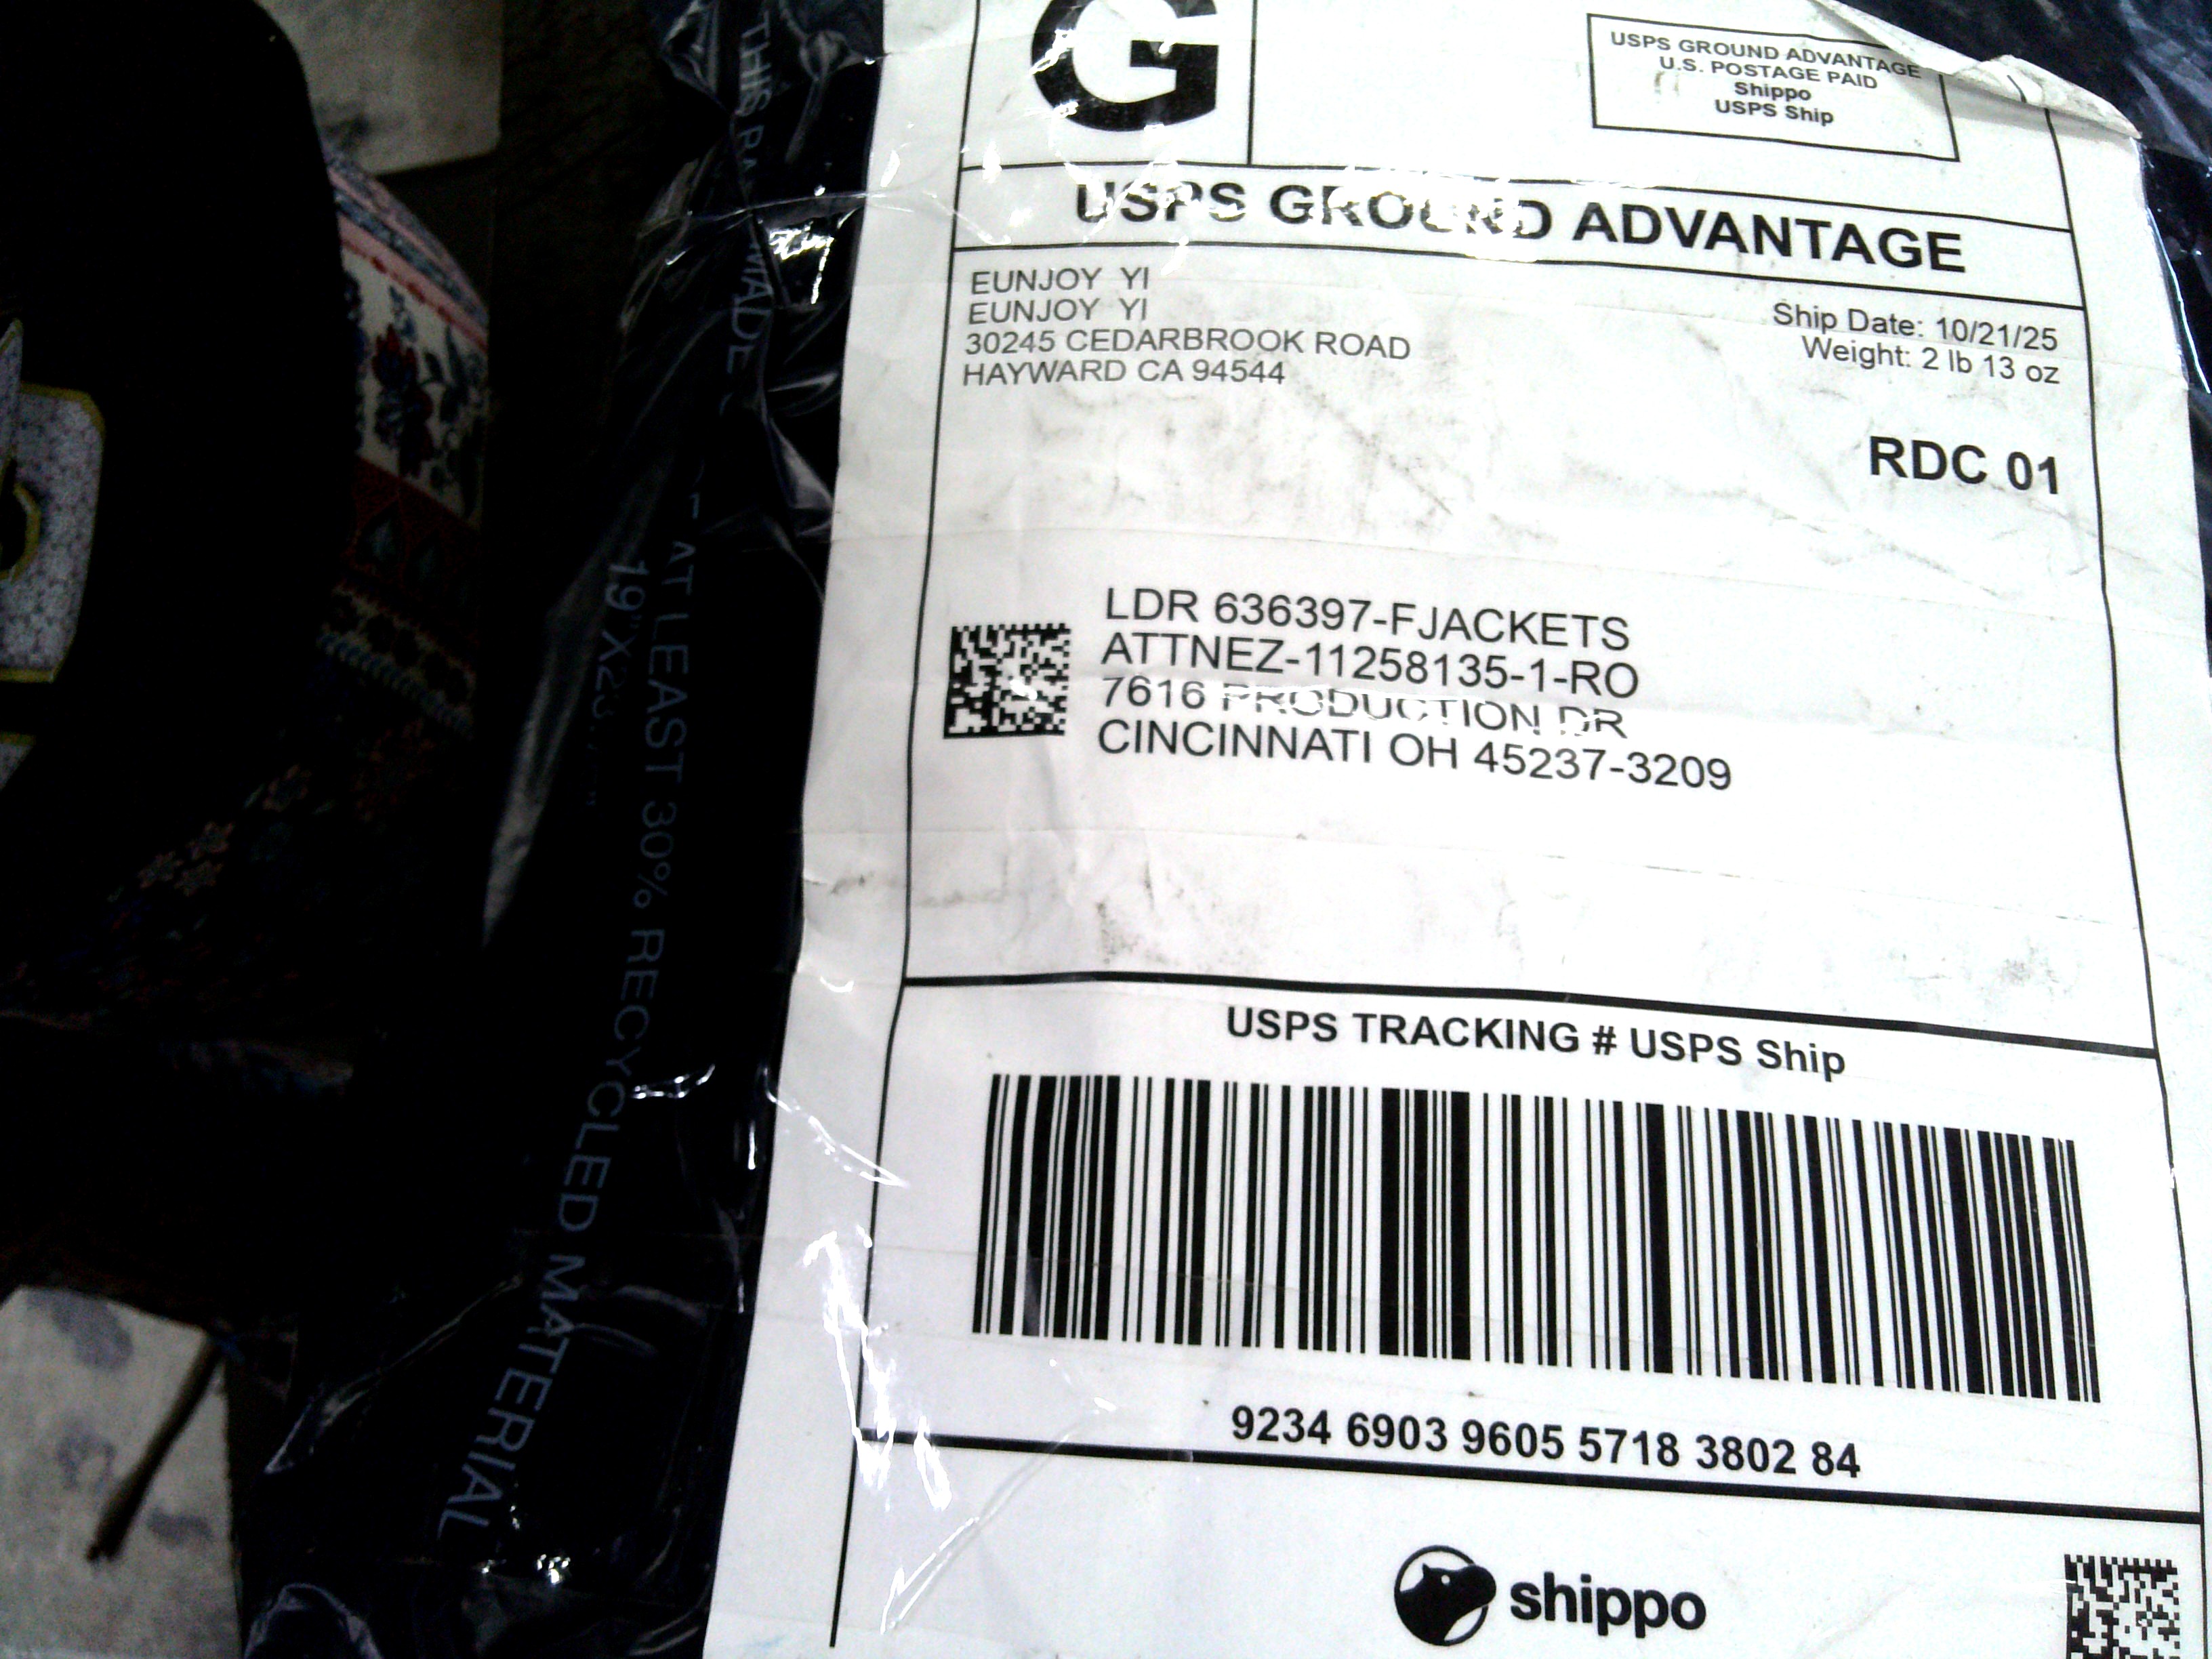 G
USPS GROUND ADVANTAGE
U.S. POSTAGE PAID
Shippo
USPS Ship
USPS GROUND ADVANTAGE
EUNJOY YI
EUNJOY YI
30245 CEDARBROOK ROAD
HAYWARD CA 94544
Ship Date: 10/21/25
Weight: 2 lb 13 oz
RDC 01
LDR 636397-FJACKETS
ATTNEZ-11258135-1-RO
7616 PRODUCTION DR
CINCINNATI OH 45237-3209
USPS TRACKING # USPS Ship
9234 6903 9605 5718 3802 84
shippo
THIS MADE AT LEAST 30% RECYCLED MATERIAL